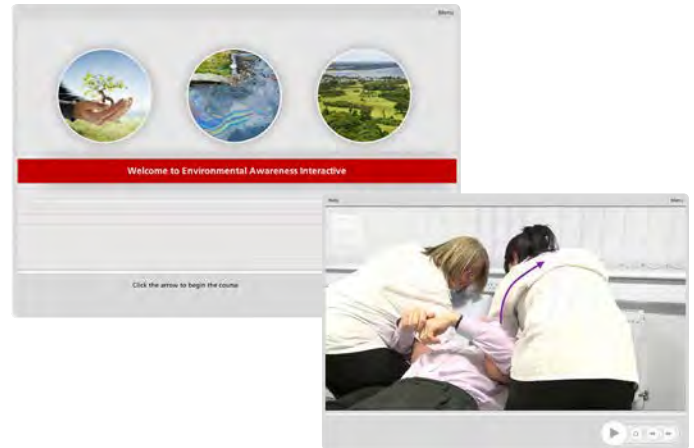 Menu
Welcome to Environmental Awareness Interactive
Click the arrow to begin the course
Help
Menu